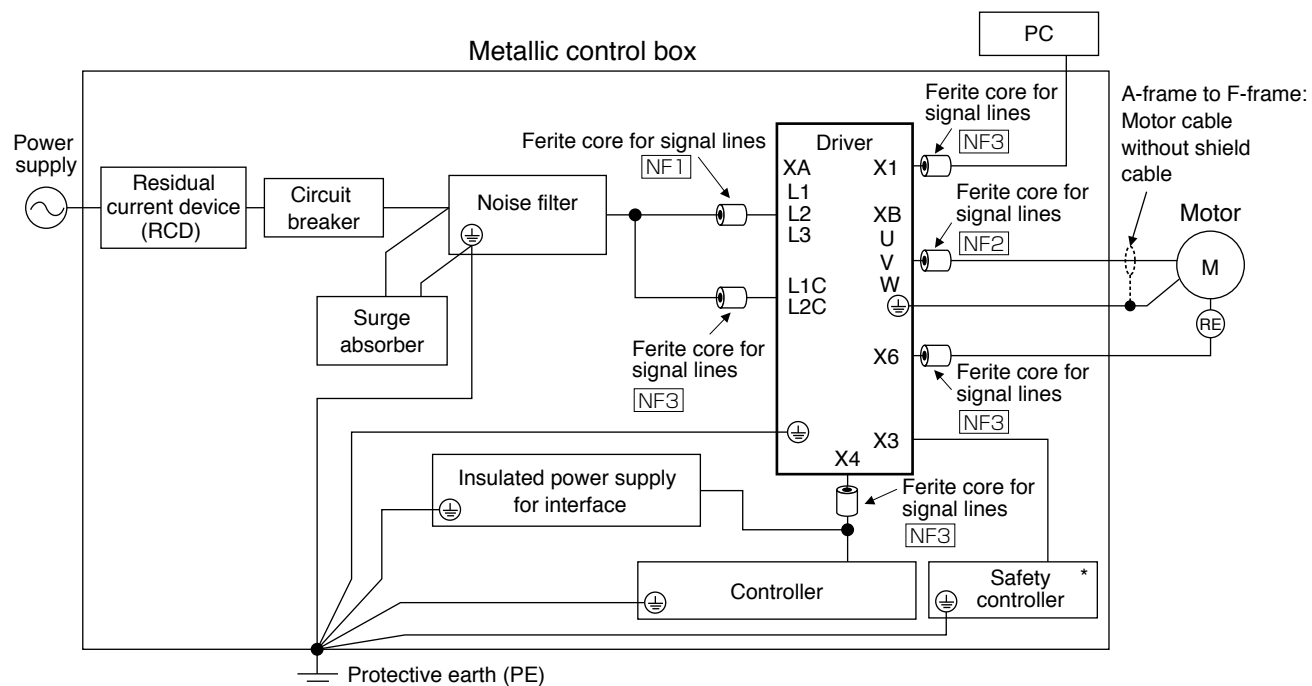 PC
Metallic control box
Ferite core for
signal lines
NF3
A-frame to F-frame:
Motor cable
without shield
cable
Power
supply
Residual
current device
(RCD)
Circuit
breaker
Noise filter
Surge
absorber
Ferite core for signal lines
NF1
Ferite core for
signal lines
NF3
Driver
XA
L1
L2
L3
L1C
L2C
X1
XB
U
V
W
X6
X3
X4
Ferite core for
signal lines
NF2
Motor
M
RE
Ferite core for
signal lines
NF3
Insulated power supply
for interface
Ferite core for
signal lines
NF3
Controller
Safety *
controller
Protective earth (PE)